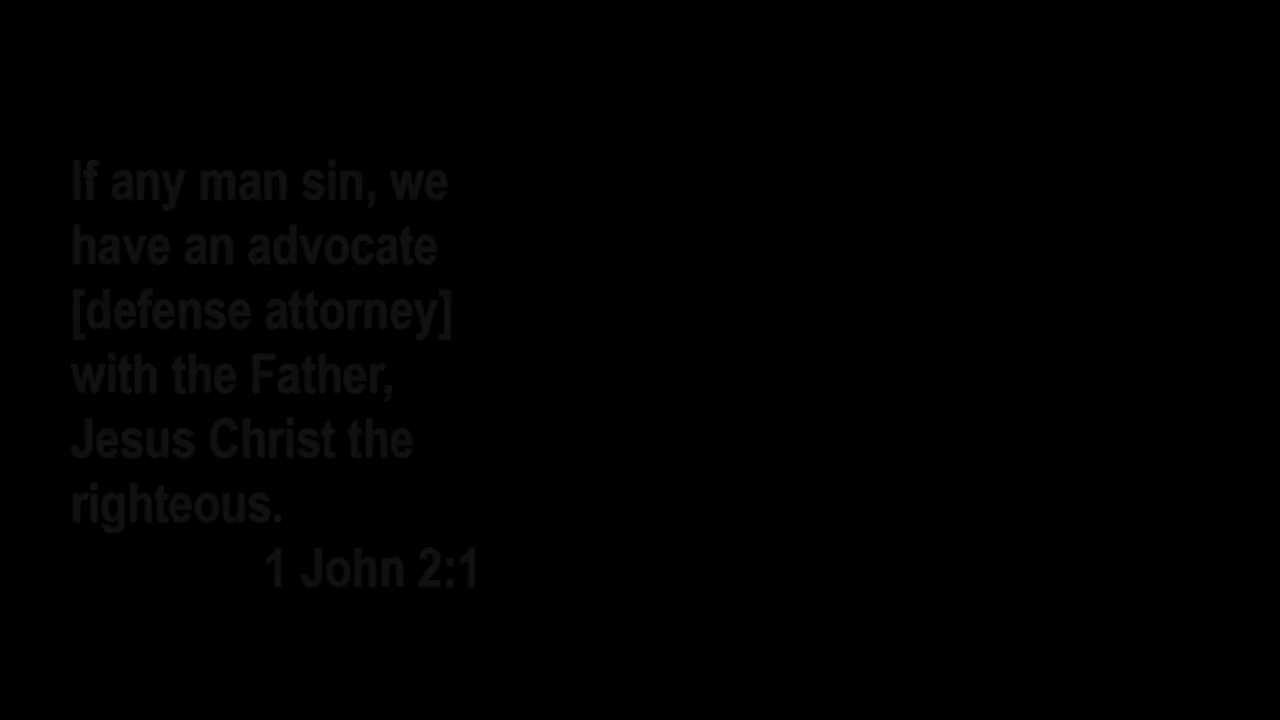 If any man sin, we
have an advocate
[defense attorney]
with the Father,
Jesus Christ the
righteous.
1 John 2:1